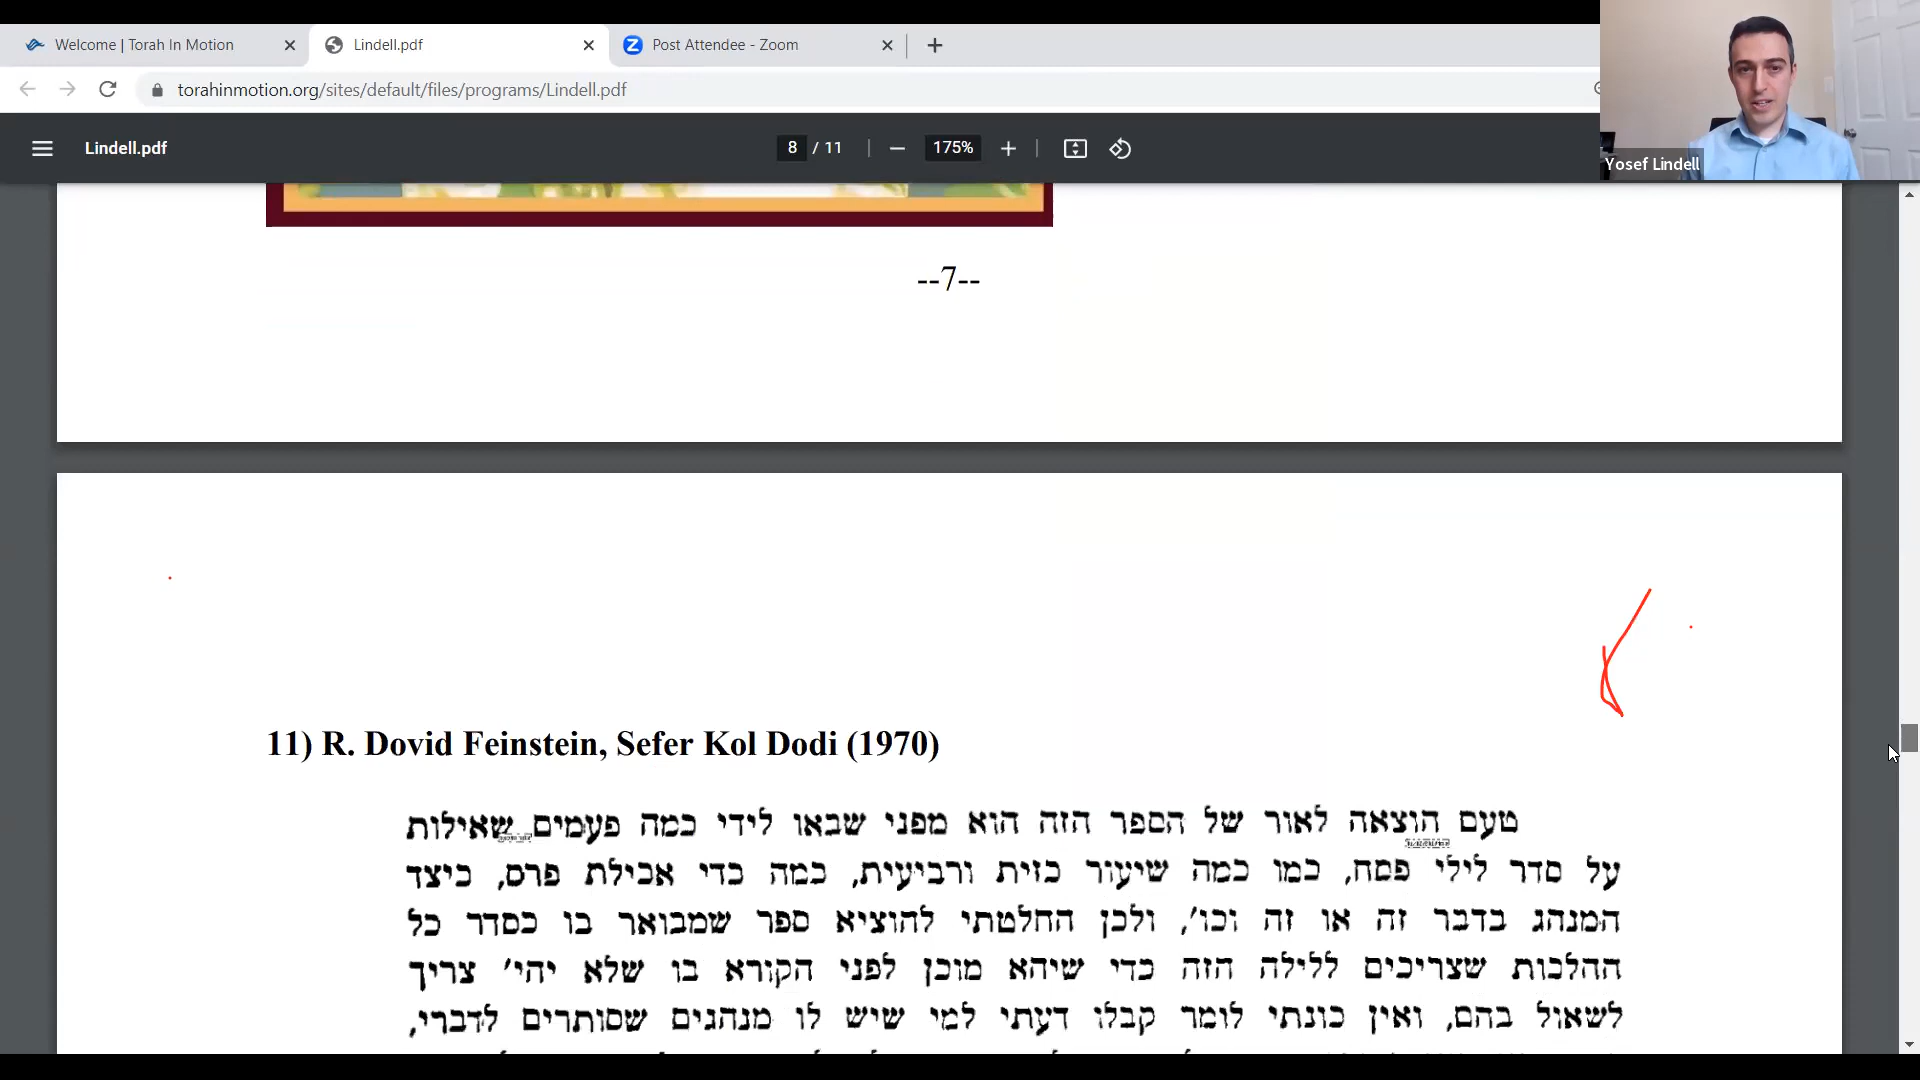 Welcome | Torah In Motion
Lindell.pdf
Post Attendee - Zoom
torahinmotion.org/sites/default/files/programs/Lindell.pdf
Lindell.pdf
8 / 11
175%
Yosef Lindell
--7--
11) R. Dovid Feinstein, Sefer Kol Dodi (1970)
טעם הוצאה לאור של הספר הזה הוא מפני שבאו לידי כמה פעמים שאילות
על סדר לילי פסח, כמו כמה שיעור כזית ורביעית, כמה כדי אכילת פרס, כיצד
המנהג בדבר זה או זה וכו', ולכן החלטתי להוציא ספר שמבואר בו כסדר כל
ההלכות שצריכים ללילה הזה כדי שיהא מוכן לפני הקורא בו שלא יהי' צריך
לשאול בהם, ואין כונתי לומר קבלו דעתי למי שיש לו מנהגים שסותרים לדברי,